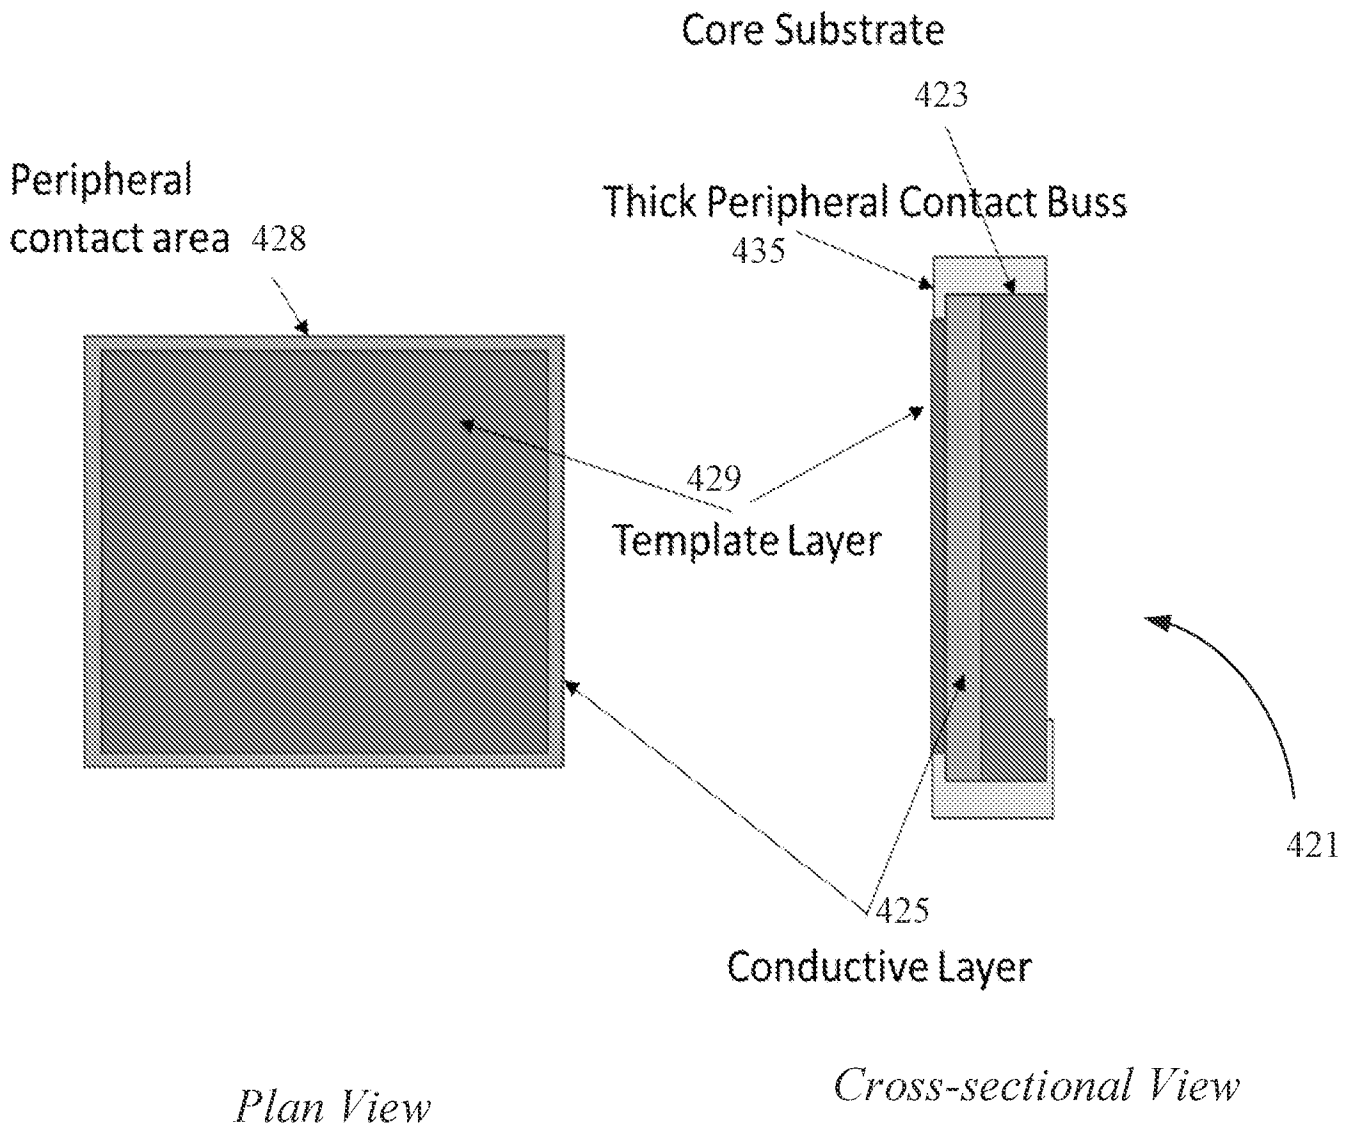 Core Substrate
423
Peripheral
contact area 428
Thick Peripheral Contact Buss
435
429
Template Layer
421
425
Conductive Layer
Plan View
Cross-sectional View